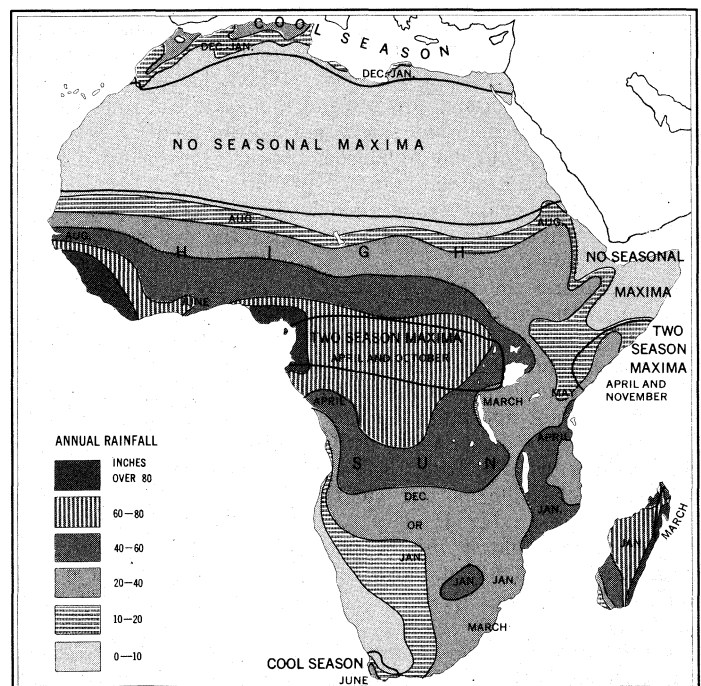 COOL SEASON
DEC. JAN.
DEC. JAN.
NO SEASONAL MAXIMA
AUG.
AUG.
AUG.
HIGH
NO SEASONAL
MAXIMA
JUNE
TWO SEASON MAXIMA
APRIL AND OCTOBER
TWO
SEASON
MAXIMA
APRIL AND
NOVEMBER
MAY
APRIL
MARCH
APRIL
SUN
DEC.
OR
JAN.
JAN.
JAN.
JAN.
JAN.
MARCH
MARCH
COOL SEASON
JUNE
ANNUAL RAINFALL
INCHES
OVER 80
60–80
40–60
20–40
10–20
0–10